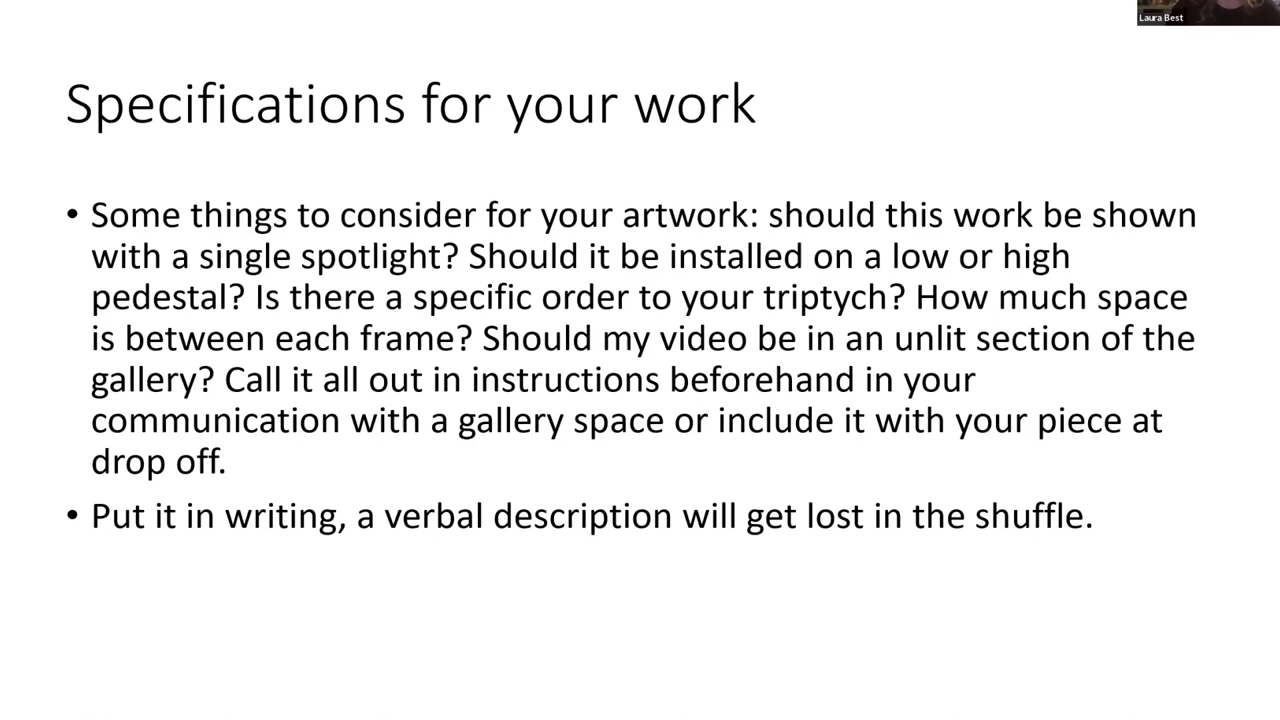 Laura Best
Specifications for your work
• Some things to consider for your artwork: should this work be shown
with a single spotlight? Should it be installed on a low or high
pedestal? Is there a specific order to your triptych? How much space
is between each frame? Should my video be in an unlit section of the
gallery? Call it all out in instructions beforehand in your
communication with a gallery space or include it with your piece at
drop off.
• Put it in writing, a verbal description will get lost in the shuffle.